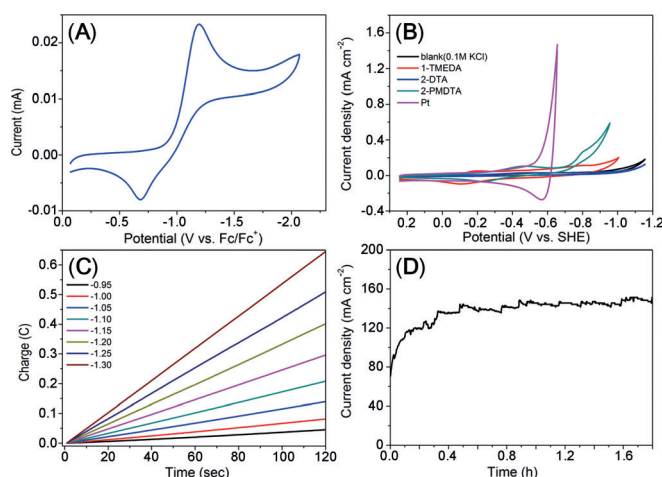 (A)
0.02
0.01
0.00
-0.01
Current (mA)
0.0 -0.5 -1.0 -1.5 -2.0
Potential (V vs. Fc/Fc+)
(B)
1.6
1.2
0.8
0.4
0.0
-0.4
Current density (mA cm-2)
blank(0.1M KCl)
1-TMEDA
2-DTA
2-PMDTA
Pt
0.2 0.0 -0.2 -0.4 -0.6 -0.8 -1.0 -1.2
Potential (V vs. SHE)
(C)
0.6
0.5
0.4
0.3
0.2
0.1
0.0
Charge (C)
-0.95
-1.00
-1.05
-1.10
-1.15
-1.20
-1.25
-1.30
0 20 40 60 80 100 120
Time (sec)
(D)
200
160
120
80
40
0
Current density (mA cm-2)
0.0 0.4 0.8 1.2 1.6
Time (h)